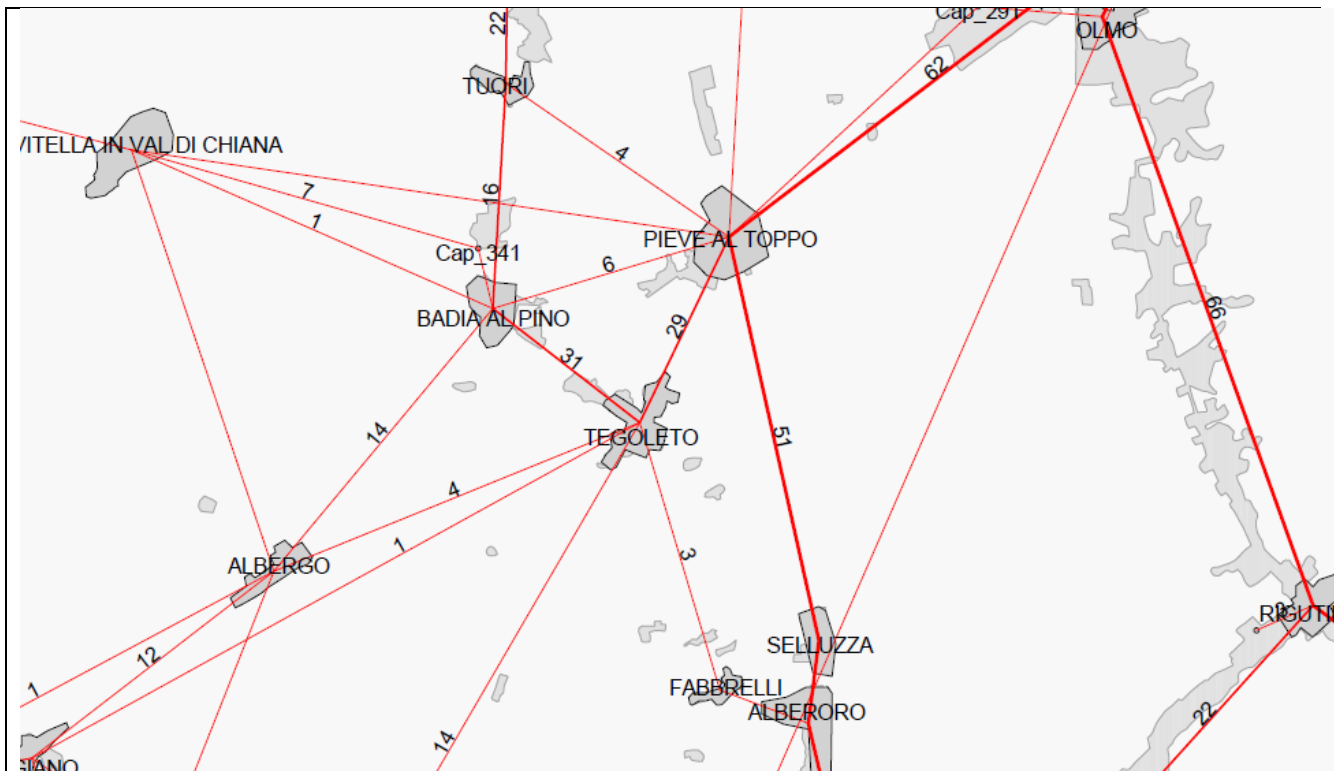 22
Cap_291
OLMO
62
TUORI
VITELLA IN VAL DI CHIANA
4
7
16
1
PIEVE AL TOPPO
Cap_341
6
BADIA AL PINO
66
29
31
51
TEGOLETO
14
4
1
3
ALBERGO
RIGUTIN
SELLUZZA
12
FABBRELLI
1
ALBERORO
22
14
GIANO